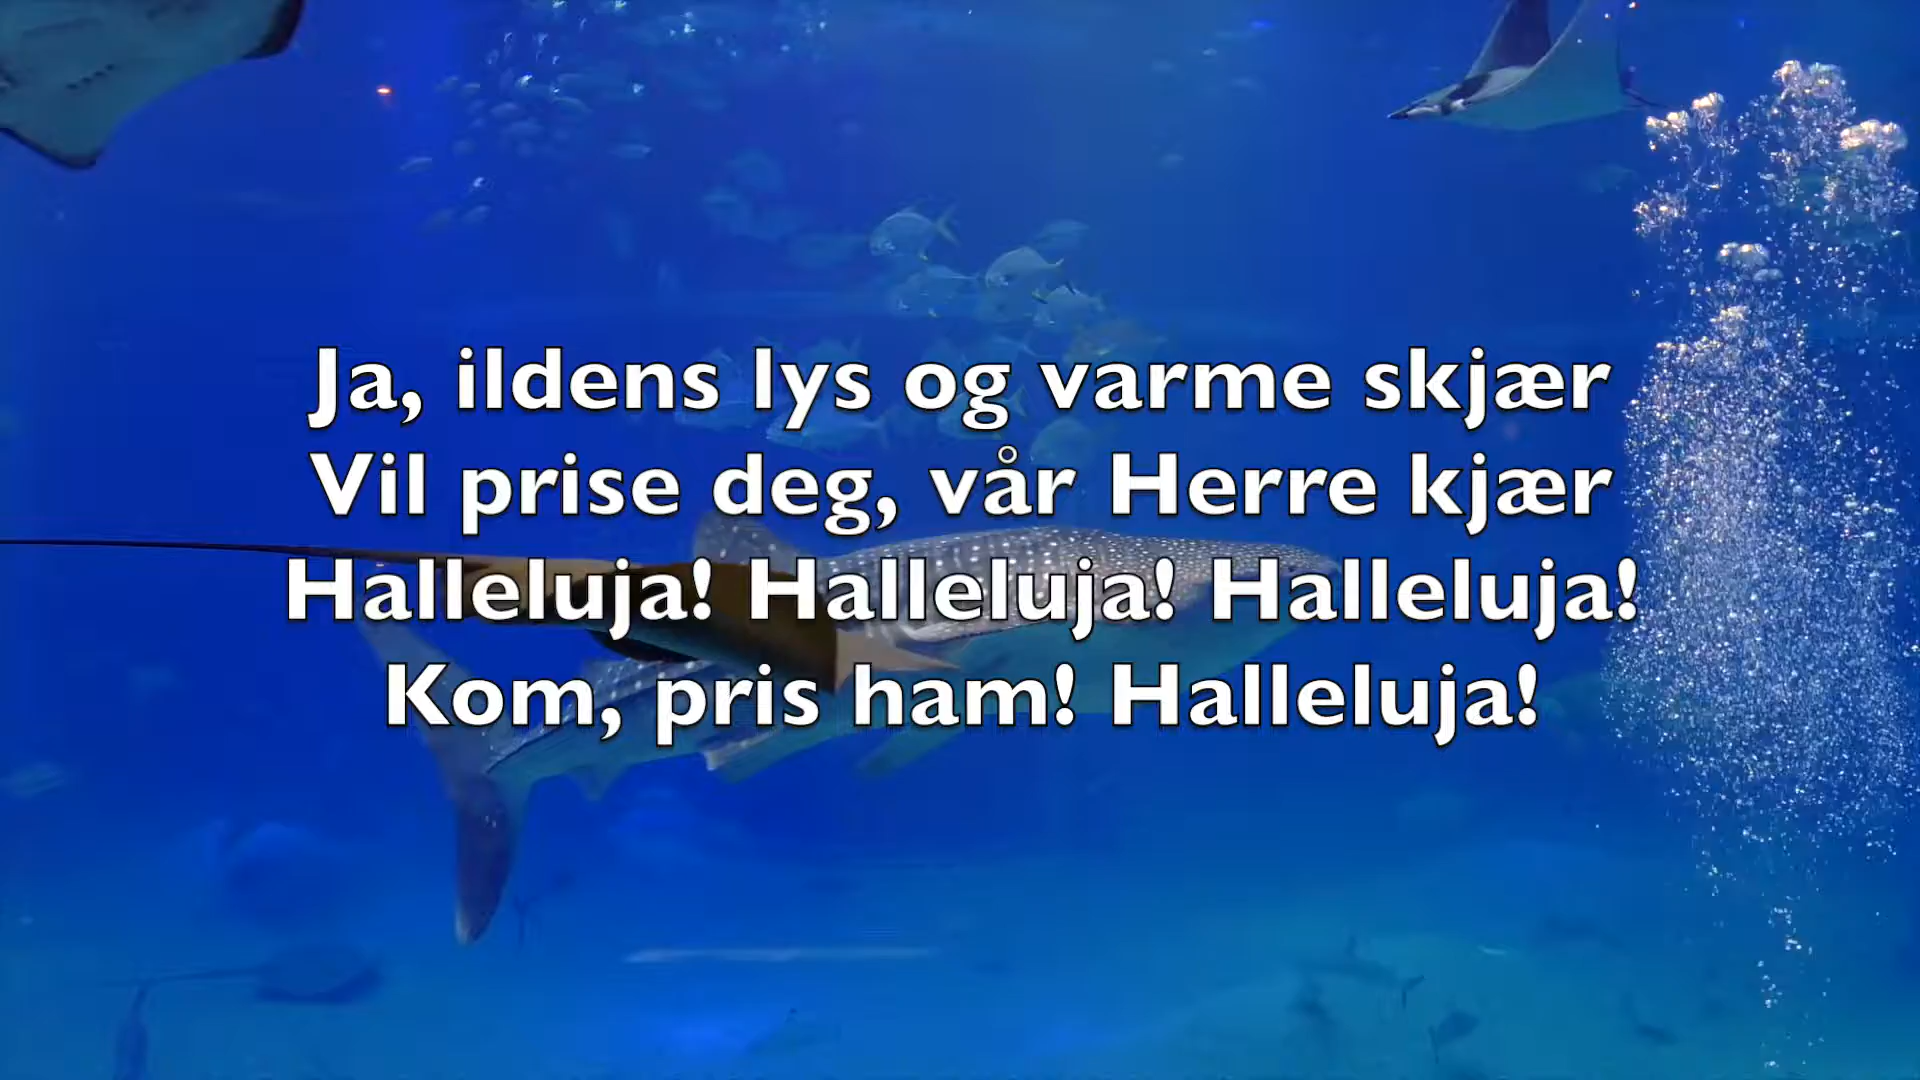 Ja, ildens lys og varme skjær
Vil prise deg, vår Herre kjær
Halleluja! Halleluja! Halleluja!
Kom, pris ham! Halleluja!